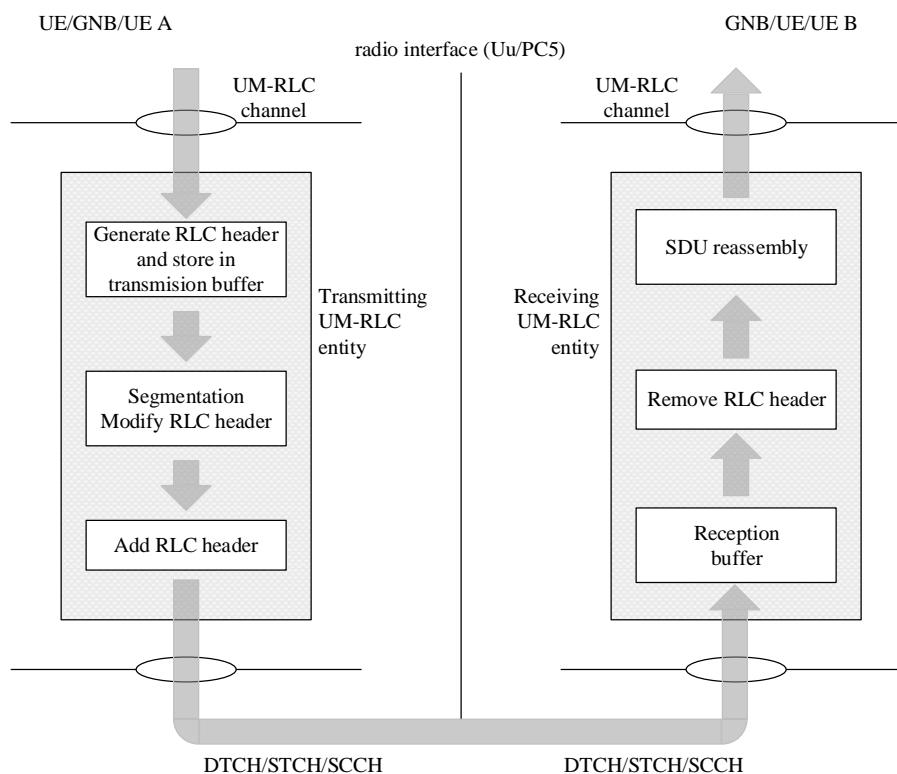 UE/GNB/UE A
GNB/UE/UE B
radio interface (Uu/PC5)
UM-RLC
channel
UM-RLC
channel
Generate RLC header
and store in
transmision buffer
Transmitting
UM-RLC
entity
Segmentation
Modify RLC header
Add RLC header
SDU reassembly
Receiving
UM-RLC
entity
Remove RLC header
Reception
buffer
DTCH/STCH/SCCH
DTCH/STCH/SCCH